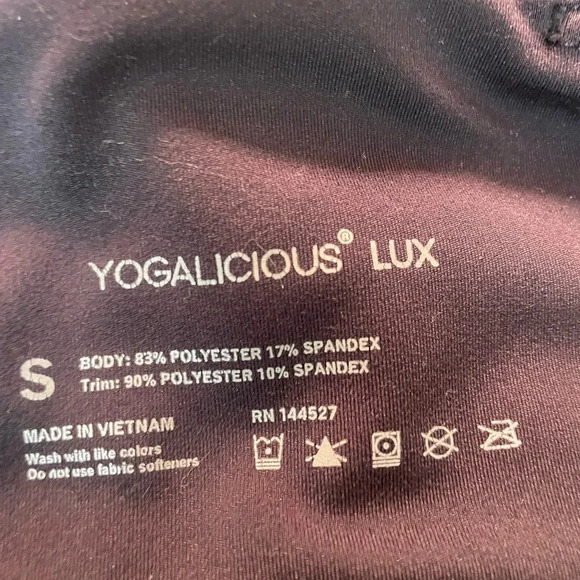 YOGALICIOUS® LUX
S
BODY: 83% POLYESTER 17% SPANDEX
Trim: 90% POLYESTER 10% SPANDEX
MADE IN VIETNAM
Wash with like colors
Do not use fabric softeners
RN 144527